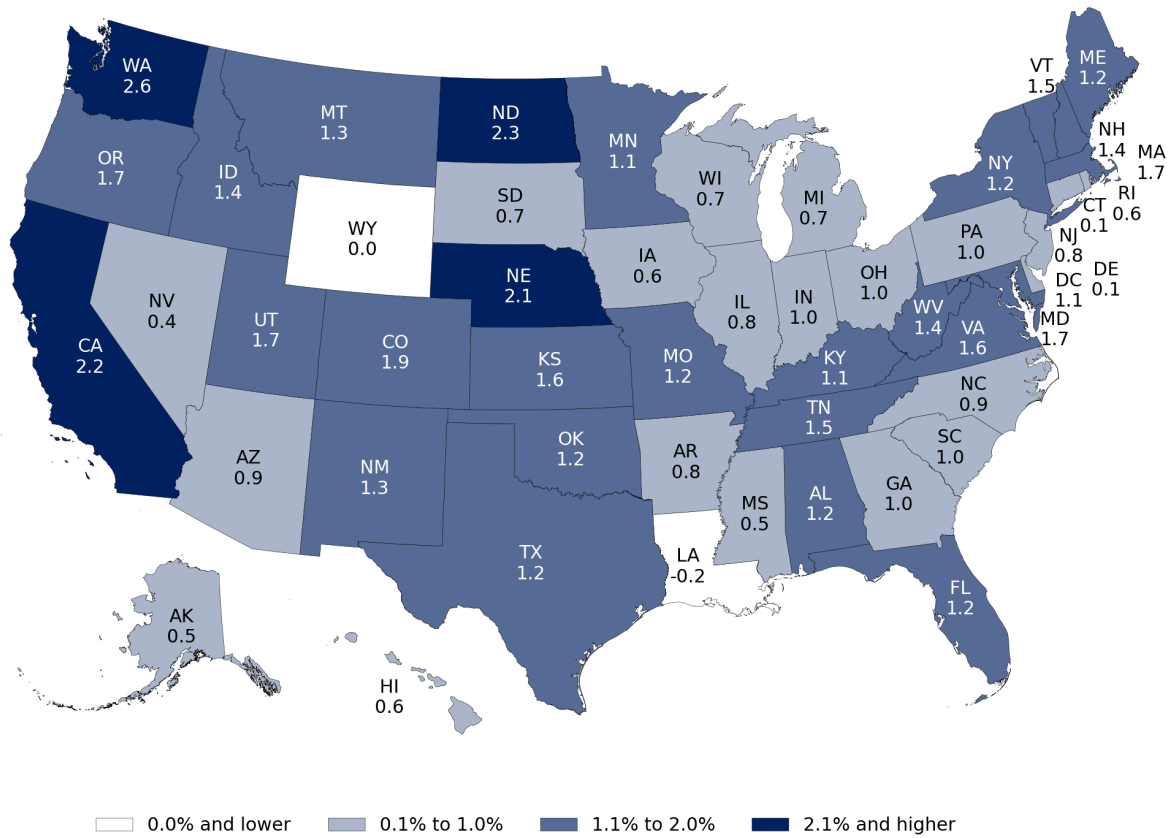 WA
2.6
MT
1.3
ND
2.3
MN
1.1
VT
1.5
ME
1.2
NH
1.4
MA
1.7
OR
1.7
ID
1.4
SD
0.7
WI
0.7
MI
0.7
NY
1.2
RI
0.6
CT
0.1
WY
0.0
IA
0.6
PA
1.0
NJ
0.8
NE
2.1
OH
1.0
DE
0.1
DC
1.1
NV
0.4
IL
0.8
IN
1.0
WV
1.4
MD
1.7
UT
1.7
CA
2.2
CO
1.9
KS
1.6
MO
1.2
KY
1.1
VA
1.6
NC
0.9
TN
1.5
AZ
0.9
NM
1.3
OK
1.2
AR
0.8
SC
1.0
MS
0.5
AL
1.2
GA
1.0
TX
1.2
LA
-0.2
FL
1.2
AK
0.5
HI
0.6
0.0% and lower
0.1% to 1.0%
1.1% to 2.0%
2.1% and higher